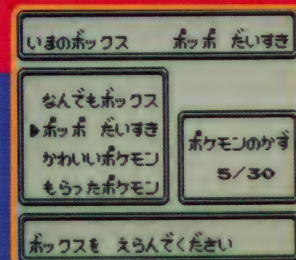 いまのボックス　　ポッポ だいすき
なんでもボックス
▶ポッポ だいすき
かわいいポケモン
もらったポケモン
ポケモンのかず
5/30
ボックスを えらんでください